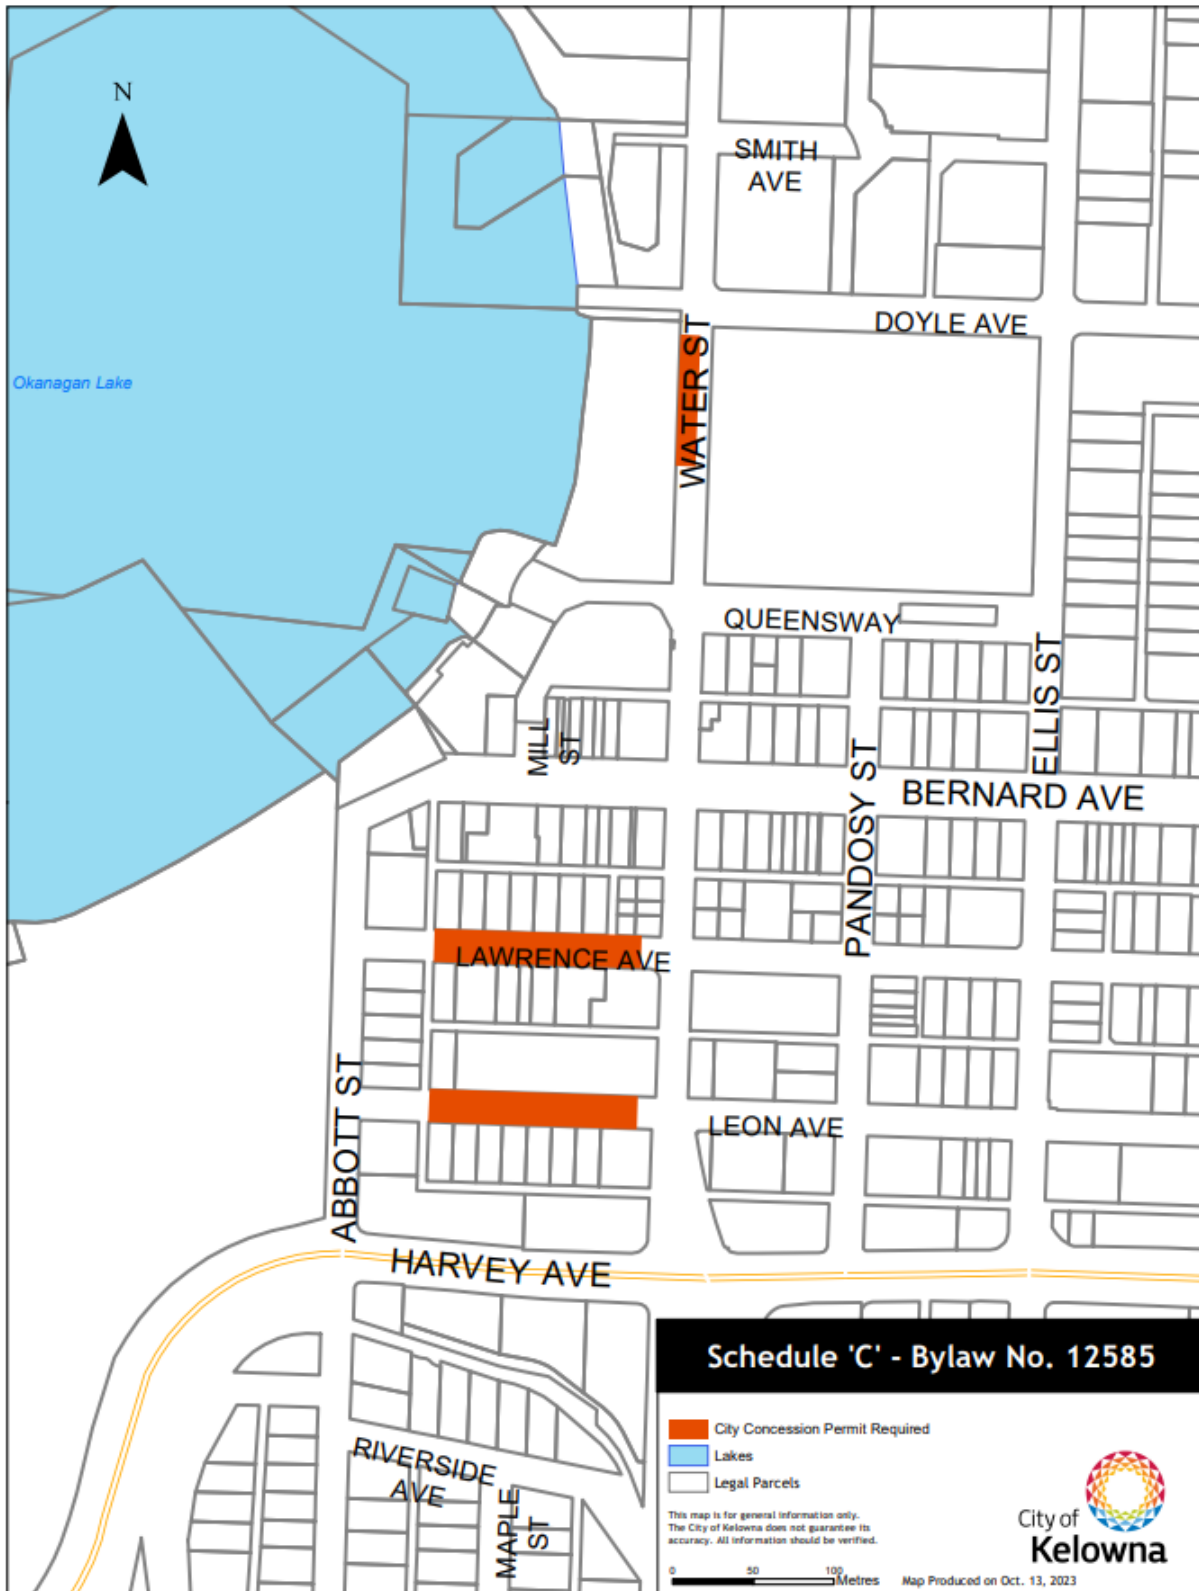 N
SMITH
AVE
DOYLE AVE
WATER ST
Okanagan Lake
QUEENSWAY
ELLIS ST
MILL
ST
PANDOSY ST
BERNARD AVE
LAWRENCE AVE
ABBOTT ST
LEON AVE
HARVEY AVE
RIVERSIDE
AVE
MAPLE
ST
Schedule 'C' - Bylaw No. 12585
City Concession Permit Required
Lakes
Legal Parcels
This map is for general information only.
The City of Kelowna does not guarantee its
accuracy. All information should be verified.
0 50 100 Metres
Map Produced on Oct. 13, 2023
City of
Kelowna